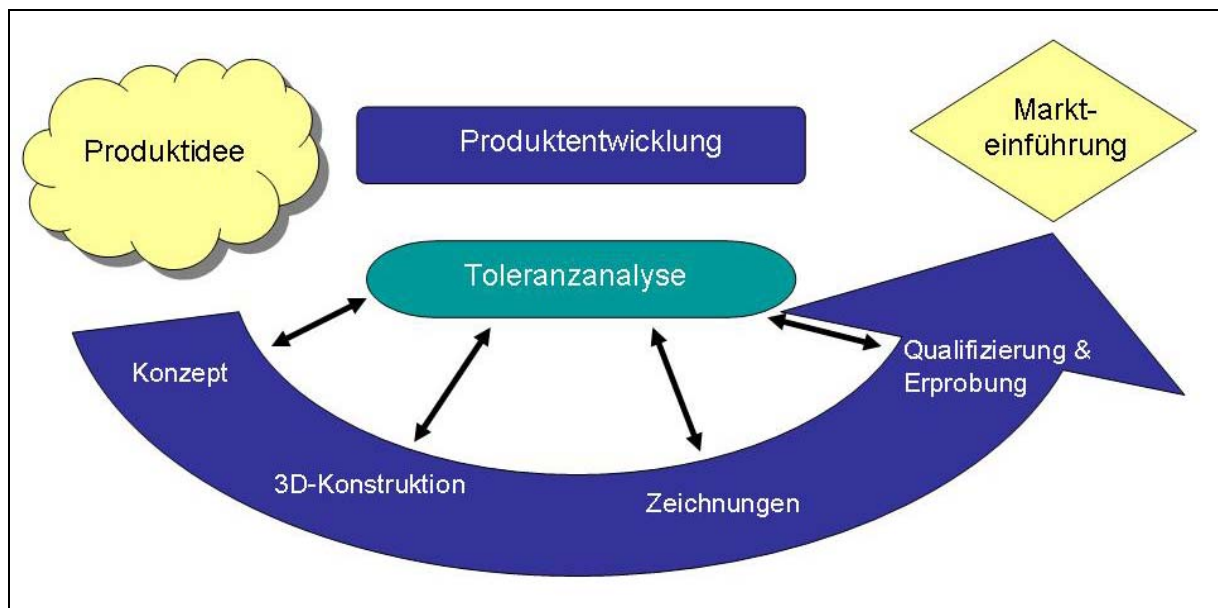 Produktidee
Produktentwicklung
Markt-
einführung
Toleranzanalyse
Konzept
3D-Konstruktion
Zeichnungen
Qualifizierung &
Erprobung